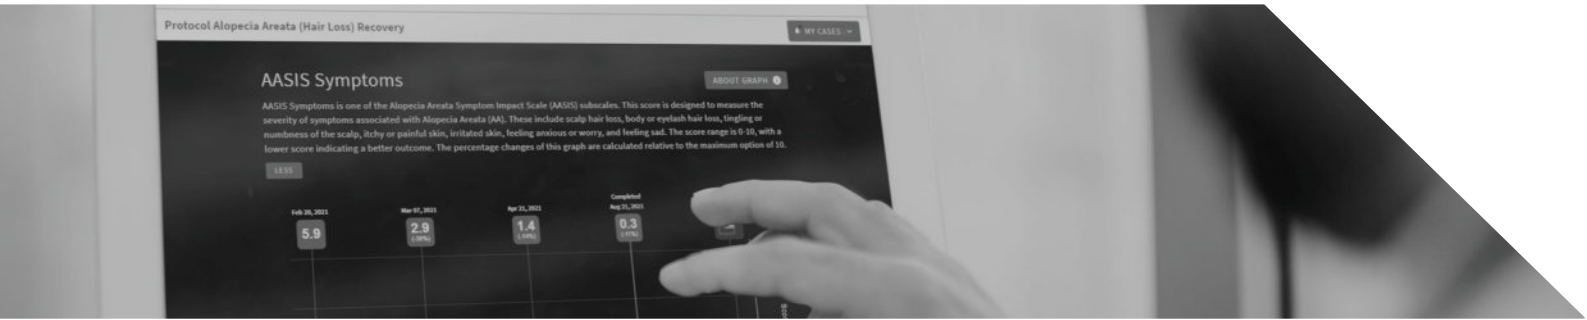 Protocol Alopecia Areata (Hair Loss) Recovery
MY CASES
AASIS Symptoms
ABOUT GRAPH
AASIS Symptoms is one of the Alopecia Areata Symptom Impact Scale (AASIS) subscales. This score is designed to measure the
severity of symptoms associated with Alopecia Areata (AA). These include scalp hair loss, body or eyelash hair loss, tingling or
numbness of the scalp, itchy or painful skin, irritated skin, feeling anxious or worry, and feeling sad. The score range is 0-10, with a
lower score indicating a better outcome. The percentage changes of this graph are calculated relative to the maximum option of 10.
LESS
Completed
Feb 20, 2021 Mar 07, 2021 Apr 21, 2021 Aug 21, 2021
5.9 2.9 1.4 0.3